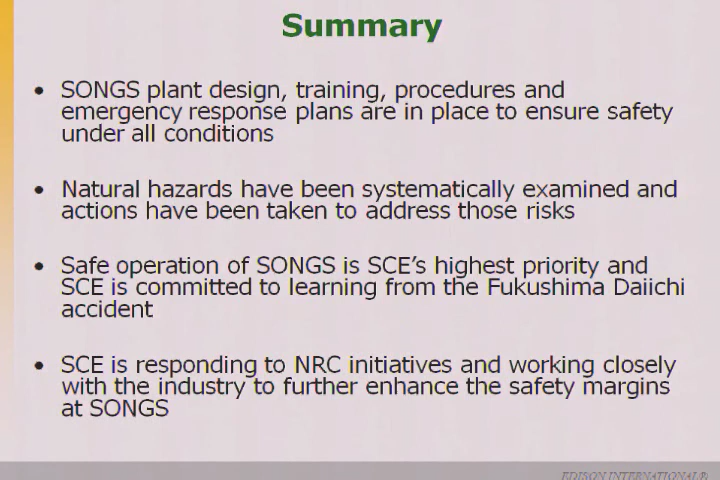 Summary
• SONGS plant design, training, procedures and
emergency response plans are in place to ensure safety
under all conditions
• Natural hazards have been systematically examined and
actions have been taken to address those risks
• Safe operation of SONGS is SCE's highest priority and
SCE is committed to learning from the Fukushima Daiichi
accident
• SCE is responding to NRC initiatives and working closely
with the industry to further enhance the safety margins
at SONGS
EDISON INTERNATIONAL®